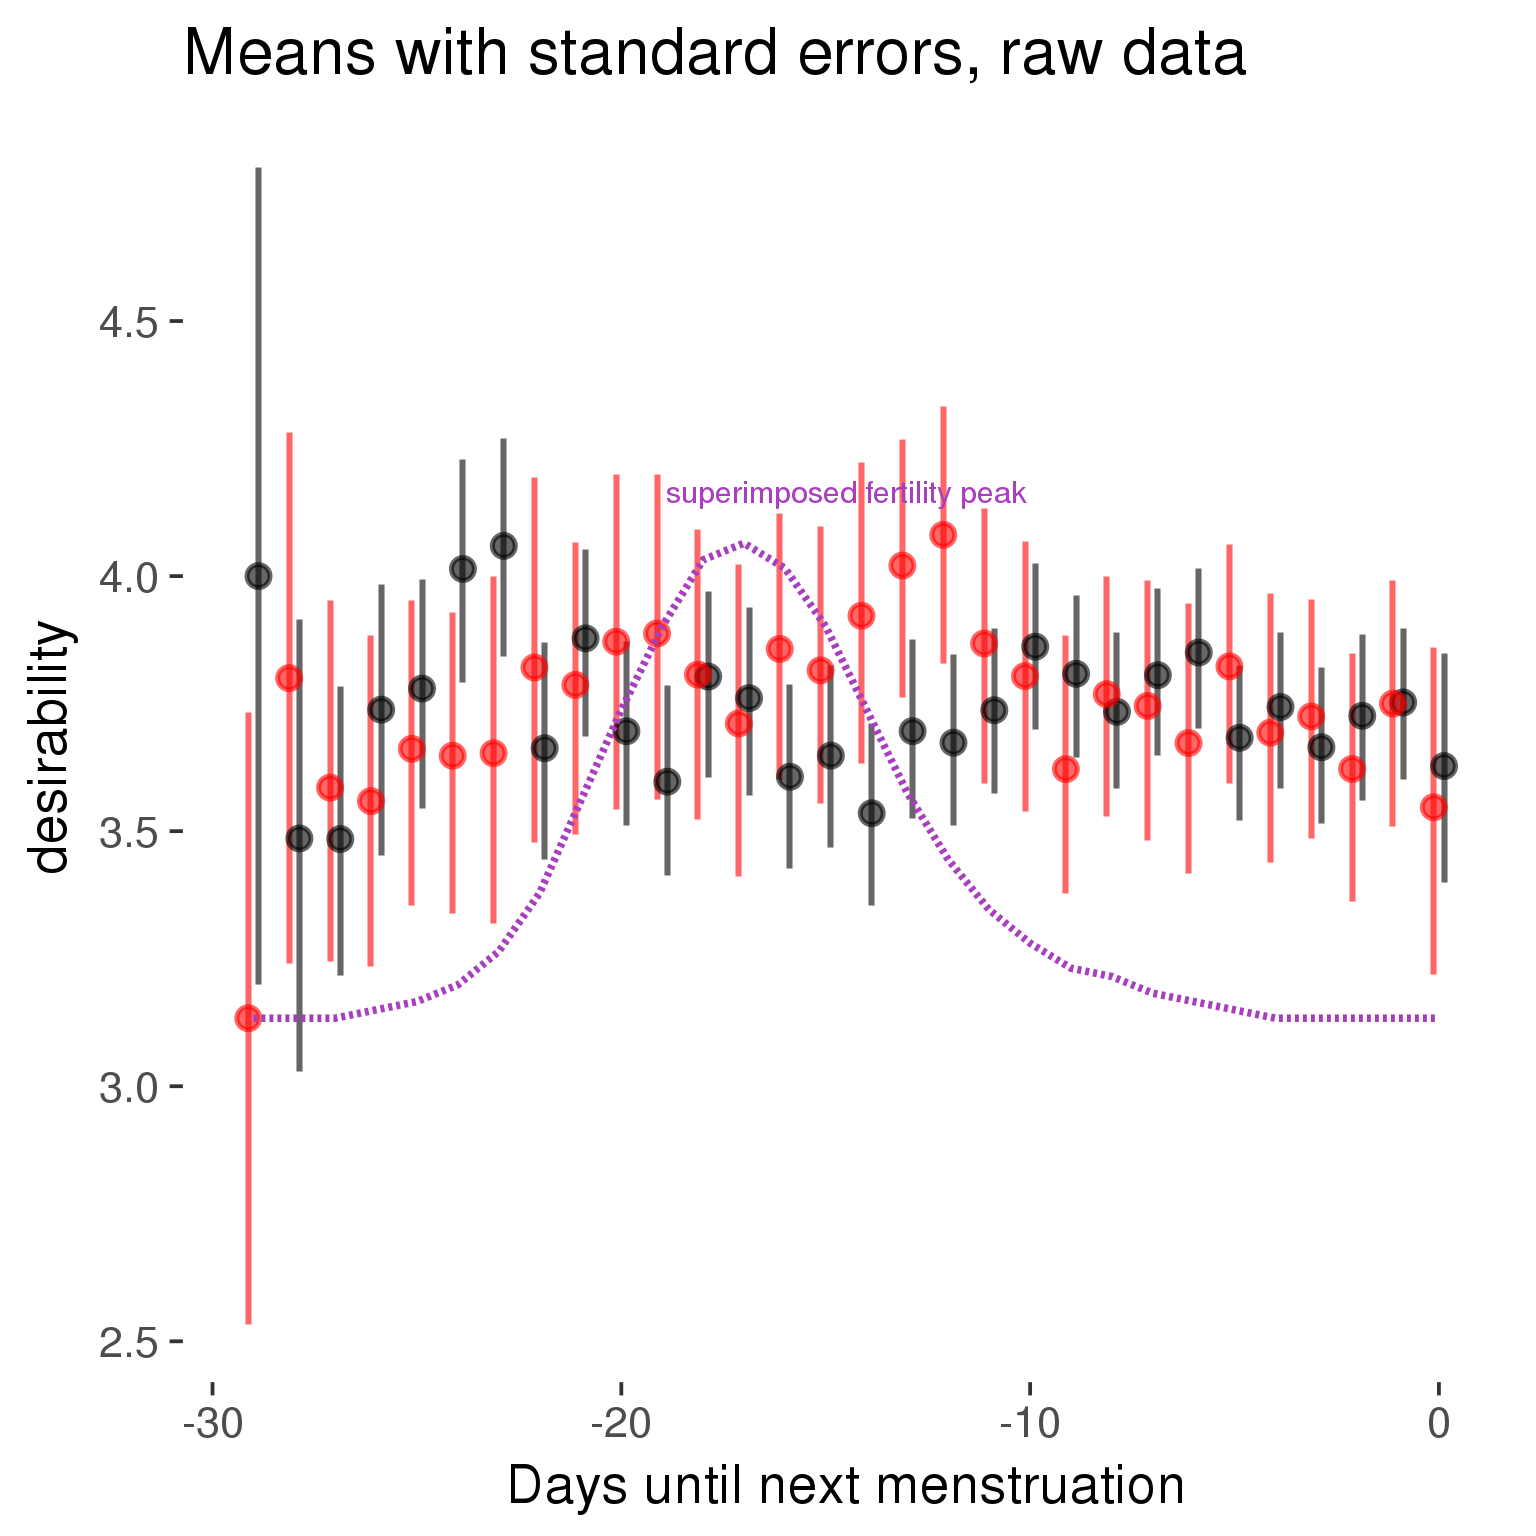 Means with standard errors, raw data
4.5
4.0
3.5
3.0
2.5
desirability
superimposed fertility peak
-30
-20
-10
0
Days until next menstruation